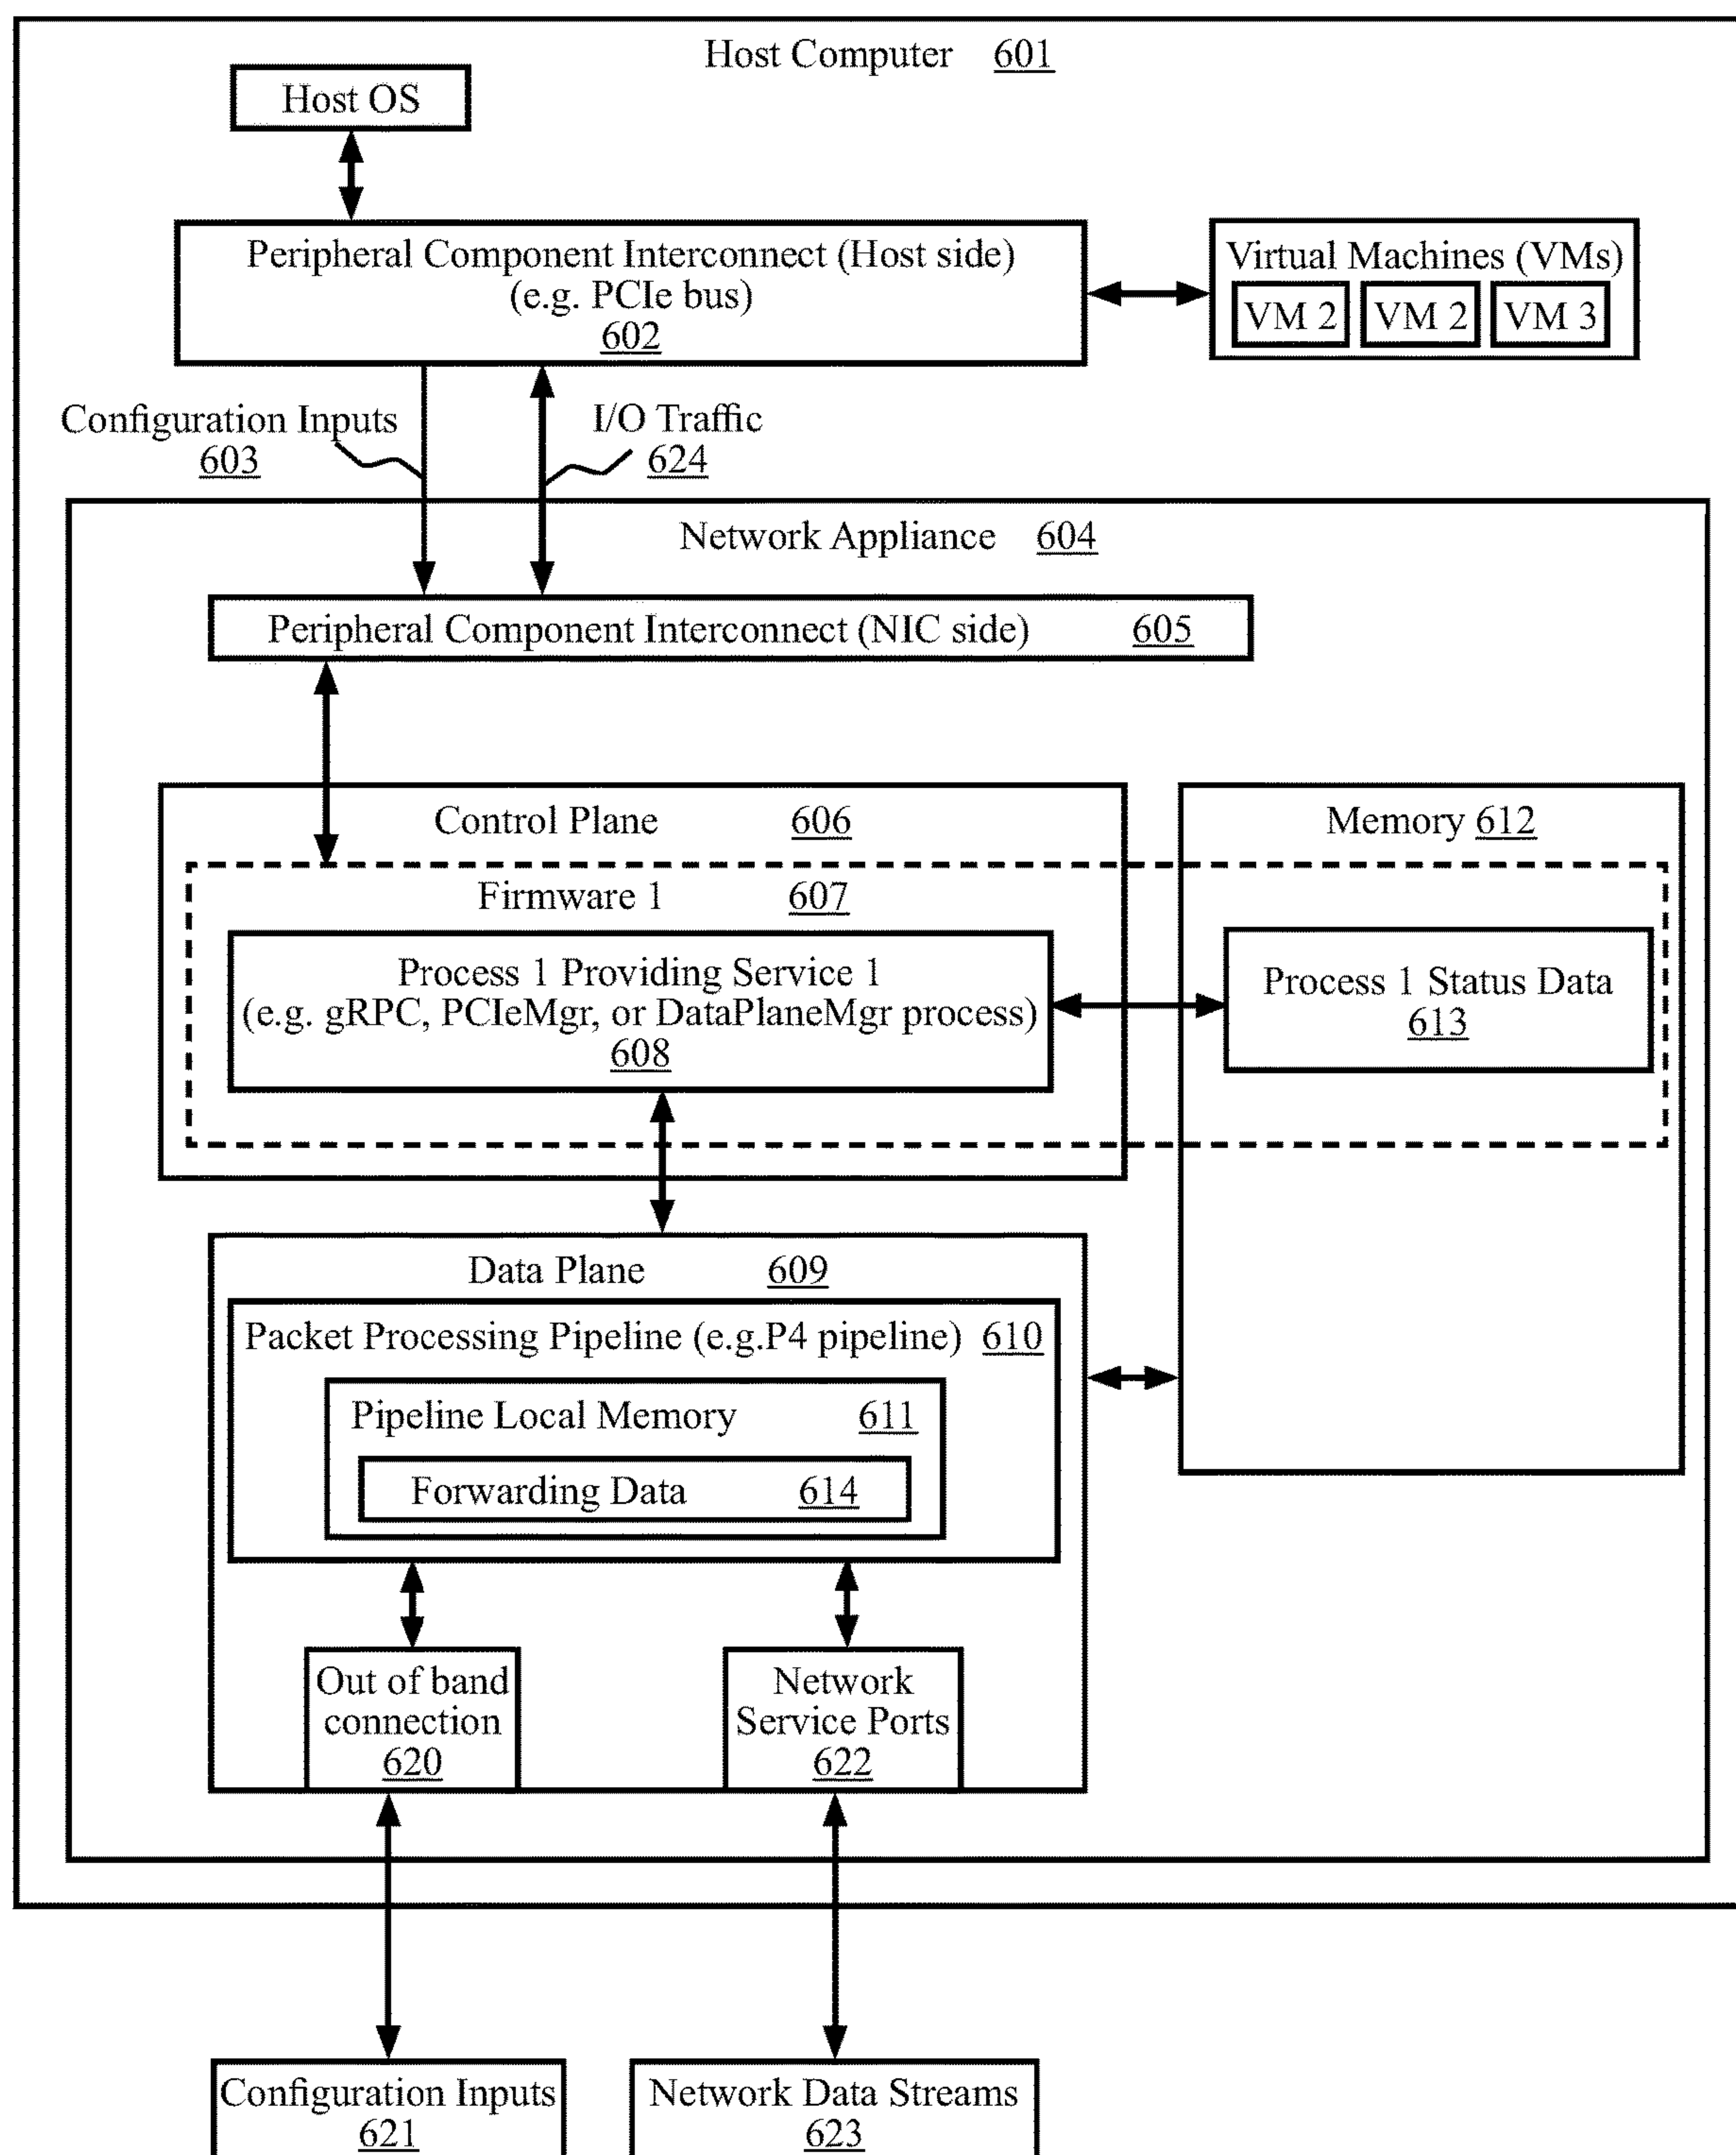 Host Computer 601
Host OS
Peripheral Component Interconnect (Host side)
(e.g. PCIe bus)
602
Virtual Machines (VMs)
VM 2 VM 2 VM 3
Configuration Inputs
603
I/O Traffic
624
Network Appliance 604
Peripheral Component Interconnect (NIC side) 605
Control Plane 606
Memory 612
Firmware 1 607
Process 1 Providing Service 1
(e.g. gRPC, PCIeMgr, or DataPlaneMgr process)
608
Process 1 Status Data
613
Data Plane 609
Packet Processing Pipeline (e.g.P4 pipeline) 610
Pipeline Local Memory 611
Forwarding Data 614
Out of band
connection
620
Network
Service Ports
622
Configuration Inputs
621
Network Data Streams
623